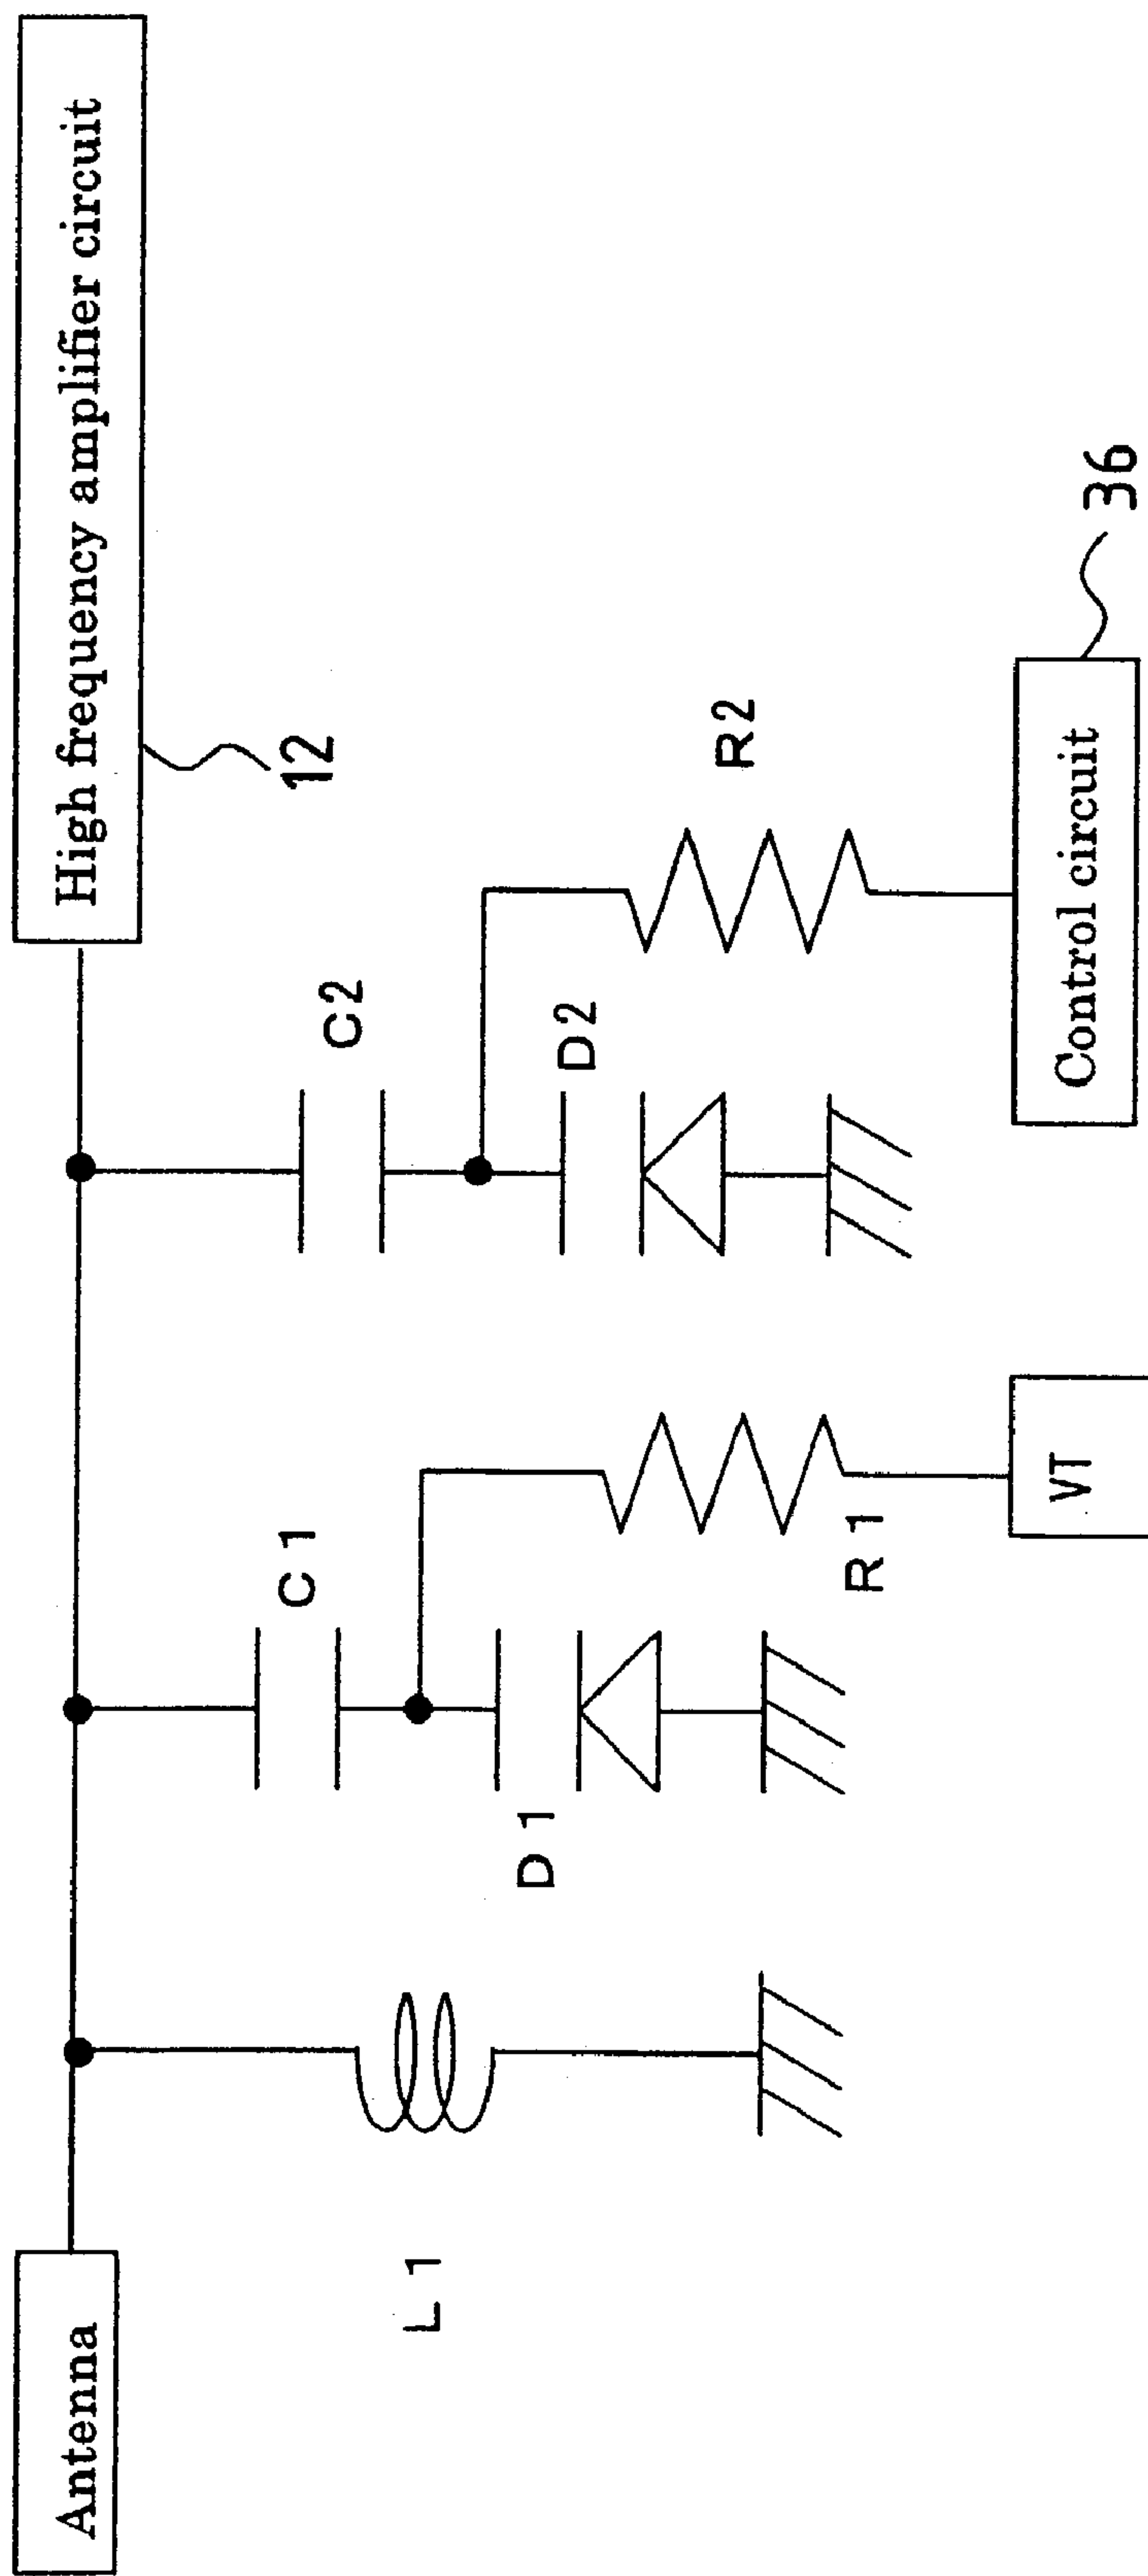 Antenna
High frequency amplifier circuit
12
L1
C1
D1
R1
VT
C2
D2
R2
Control circuit
36